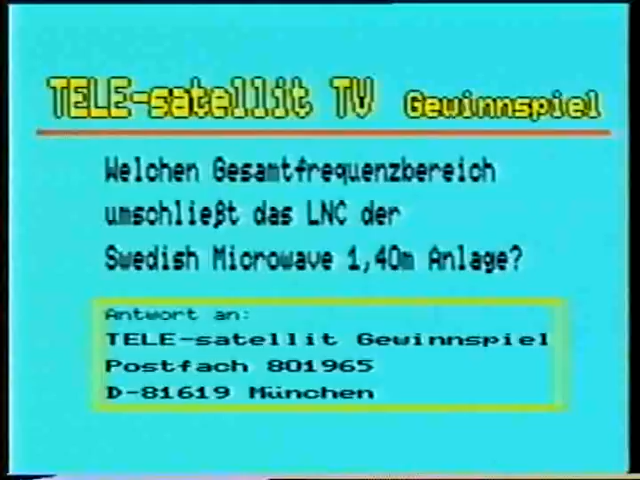 TELE-satellit TV Gewinnspiel
Welchen Gesamtfrequenzbereich
umschließt das LNC der
Swedish Microwave 1,40m Anlage?
Antwort an:
TELE-satellit Gewinnspiel
Postfach 801965
D-81619 München